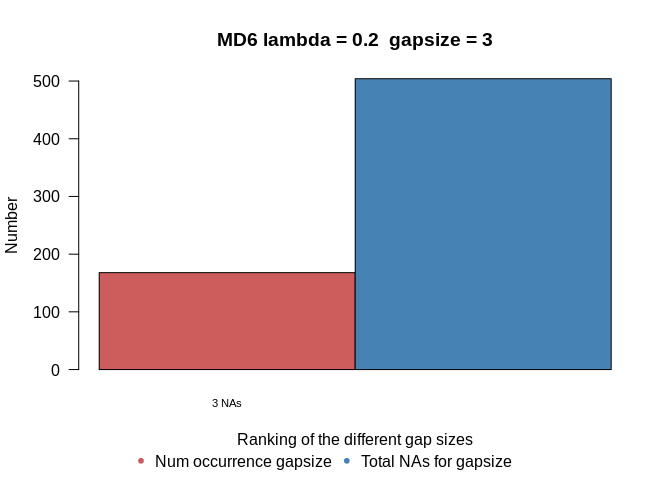 MD6 lambda = 0.2  gapsize = 3
Number
500
400
300
200
100
0
3 NAs
Ranking of the different gap sizes
Num occurrence gapsize
Total NAs for gapsize